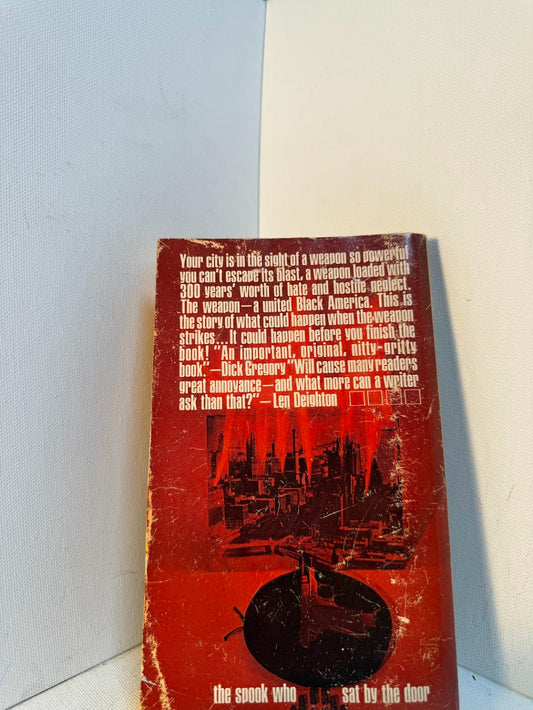 Your city is in the sight of a weapon so powerful
you can't escape its blast, a weapon loaded with
300 years' worth of hate and hostile neglect.
The weapon—a united Black America. This is
the story of what could happen when the weapon
strikes... It could happen before you finish the
book! "An important, original, nitty-gritty
book"—Dick Gregory "Will cause many readers
great annoyance—and what more can a writer
ask than that?"—Len Deighton
the spook who sat by the door